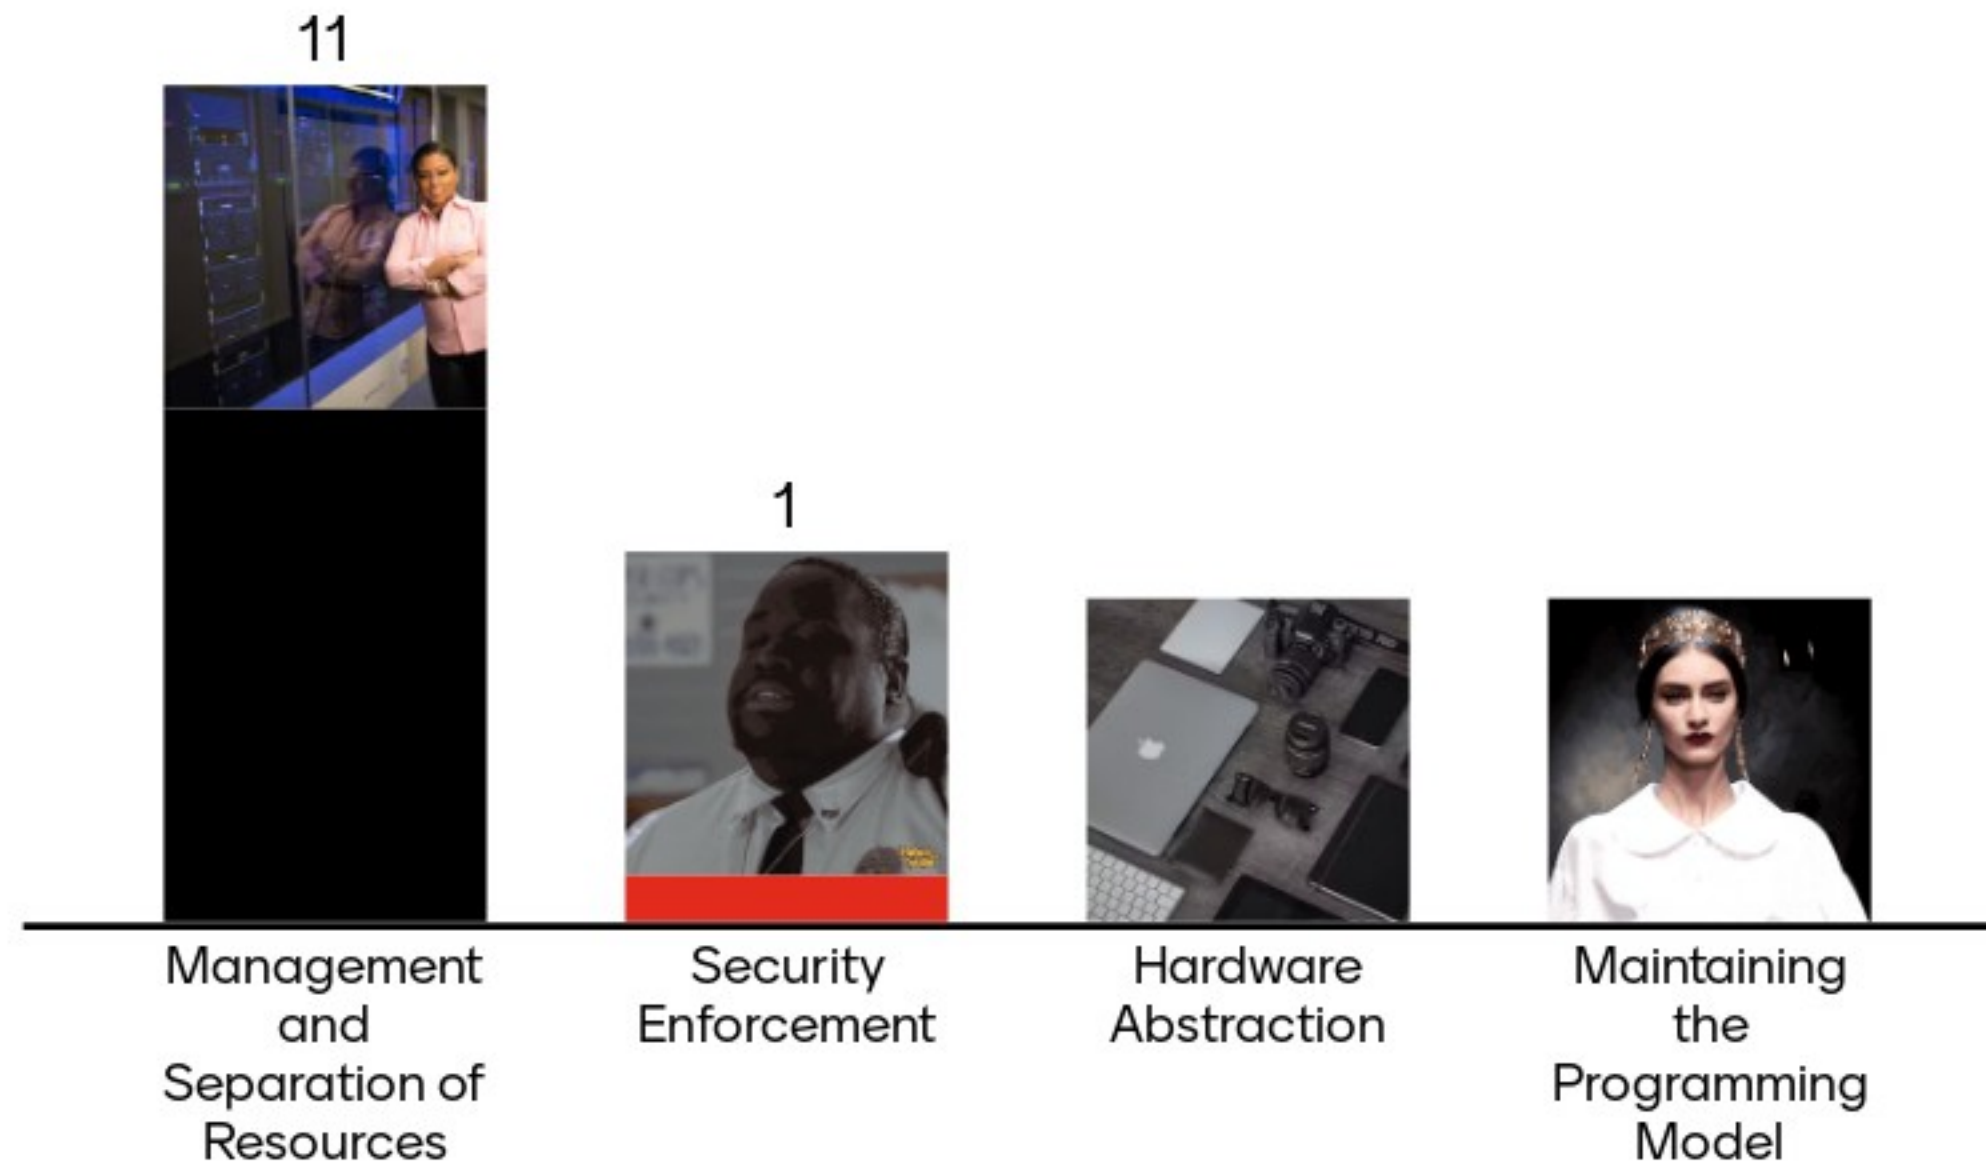 11
1
Management
and
Separation of
Resources
Security
Enforcement
Hardware
Abstraction
Maintaining
the
Programming
Model